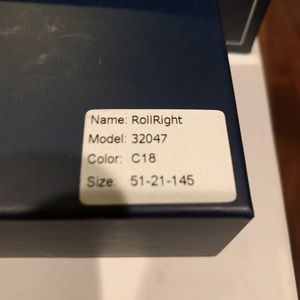 Name: RollRight
Model: 32047
Color: C18
Size: 51-21-145